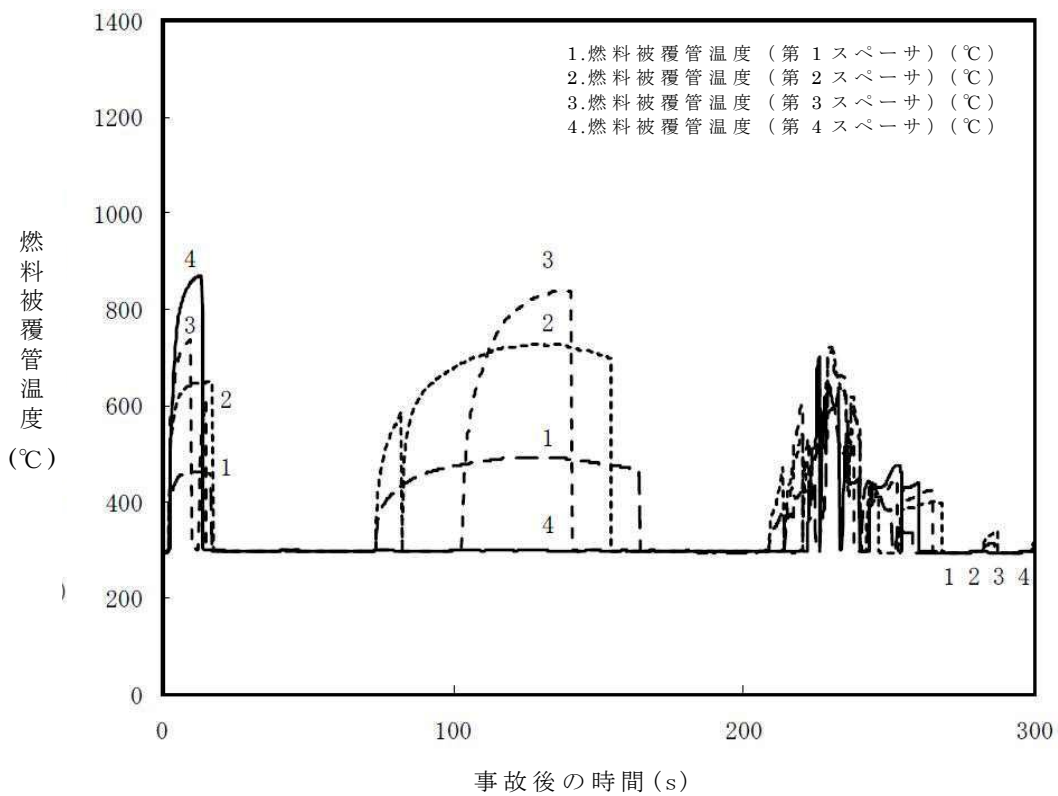 1400
1200
1000
800
600
400
200
0
燃料被覆管温度
(℃)
1.燃料被覆管温度（第1スペーサ）(℃)
2.燃料被覆管温度（第2スペーサ）(℃)
3.燃料被覆管温度（第3スペーサ）(℃)
4.燃料被覆管温度（第4スペーサ）(℃)
4
3
2
1
3
2
1
4
1 2 3 4
)
0 100 200 300
事故後の時間(s)